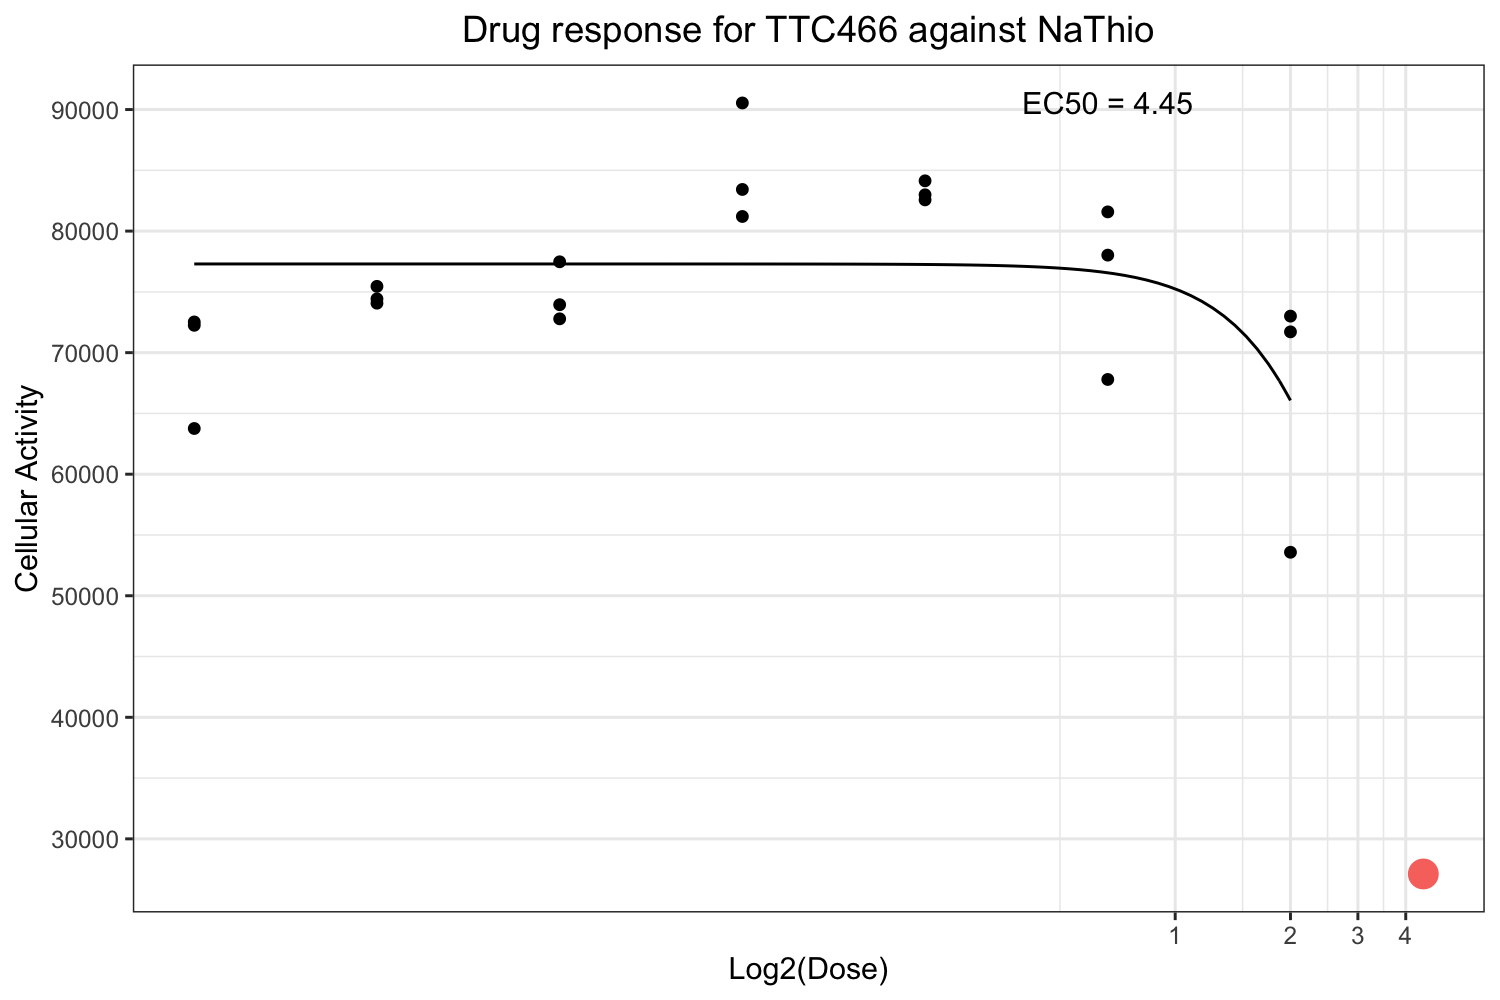 Drug response for TTC466 against NaThio
EC50 = 4.45
90000
80000
70000
60000
50000
40000
30000
Cellular Activity
1 2 3 4
Log2(Dose)